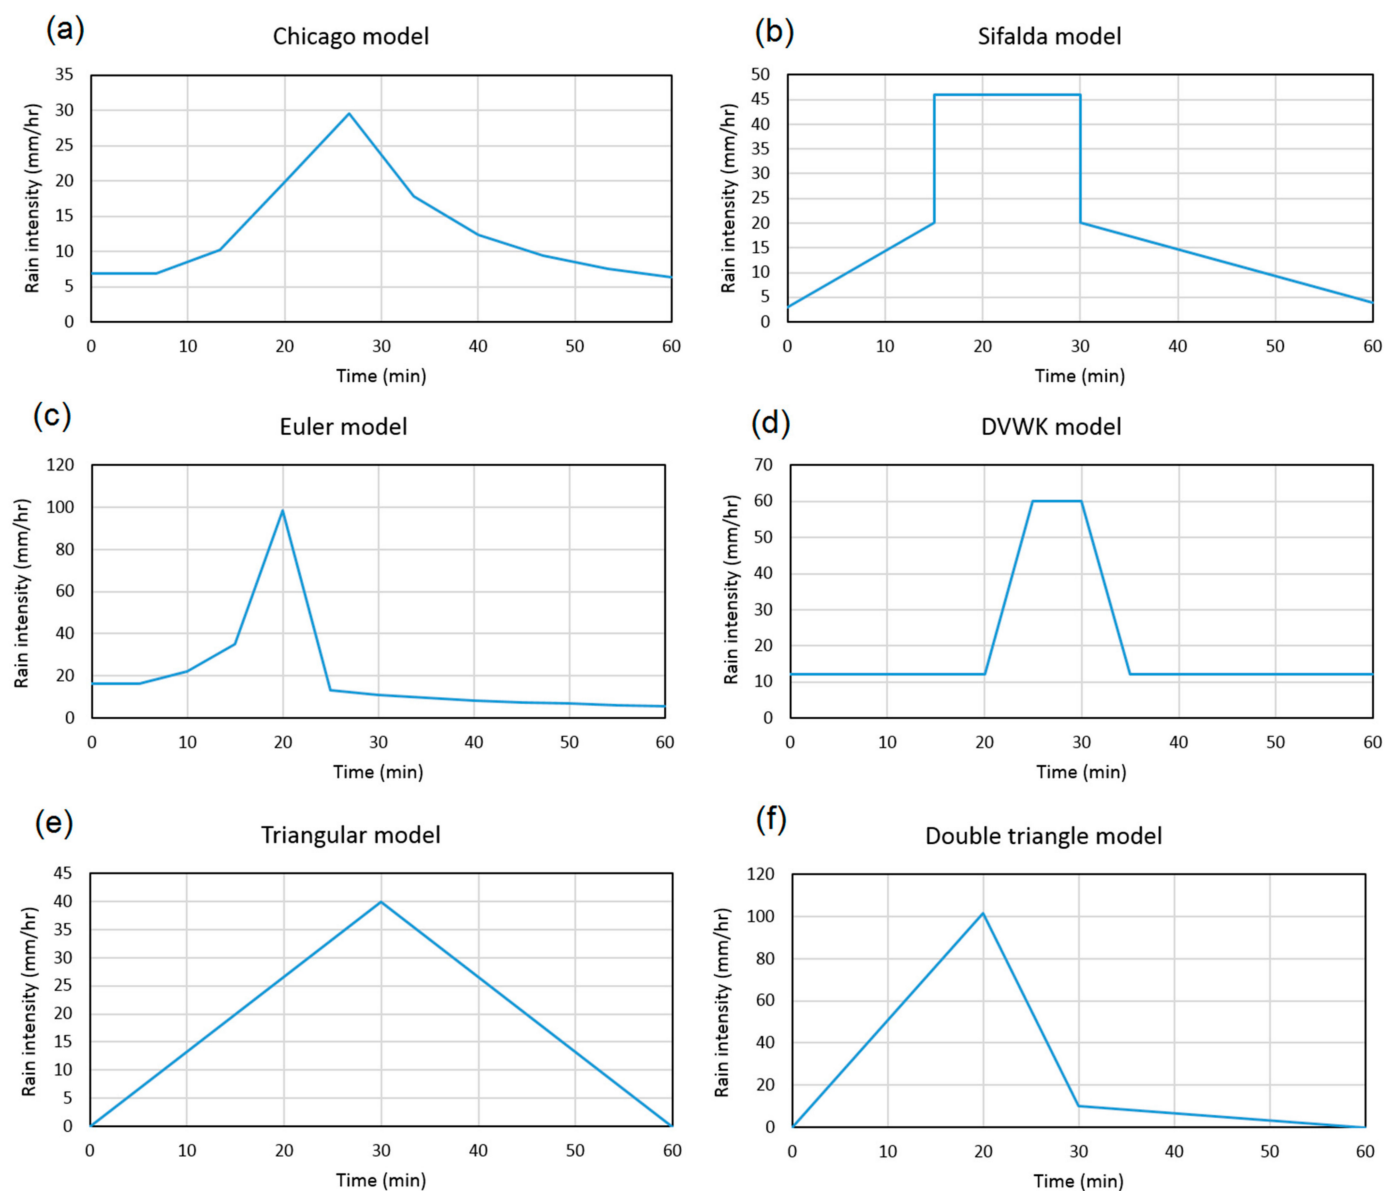 (a)
Chicago model
Rain intensity (mm/hr)
35
30
25
20
15
10
5
0
0 10 20 30 40 50 60
Time (min)
(b)
Sifalda model
Rain intensity (mm/hr)
50
45
40
35
30
25
20
15
10
5
0
0 10 20 30 40 50 60
Time (min)
(c)
Euler model
Rain intensity (mm/hr)
120
100
80
60
40
20
0
0 10 20 30 40 50 60
Time (min)
(d)
DVWK model
Rain intensity (mm/hr)
70
60
50
40
30
20
10
0
0 10 20 30 40 50 60
Time (min)
(e)
Triangular model
Rain intensity (mm/hr)
45
40
35
30
25
20
15
10
5
0
0 10 20 30 40 50 60
Time (min)
(f)
Double triangle model
Rain intensity (mm/hr)
120
100
80
60
40
20
0
0 10 20 30 40 50 60
Time (min)